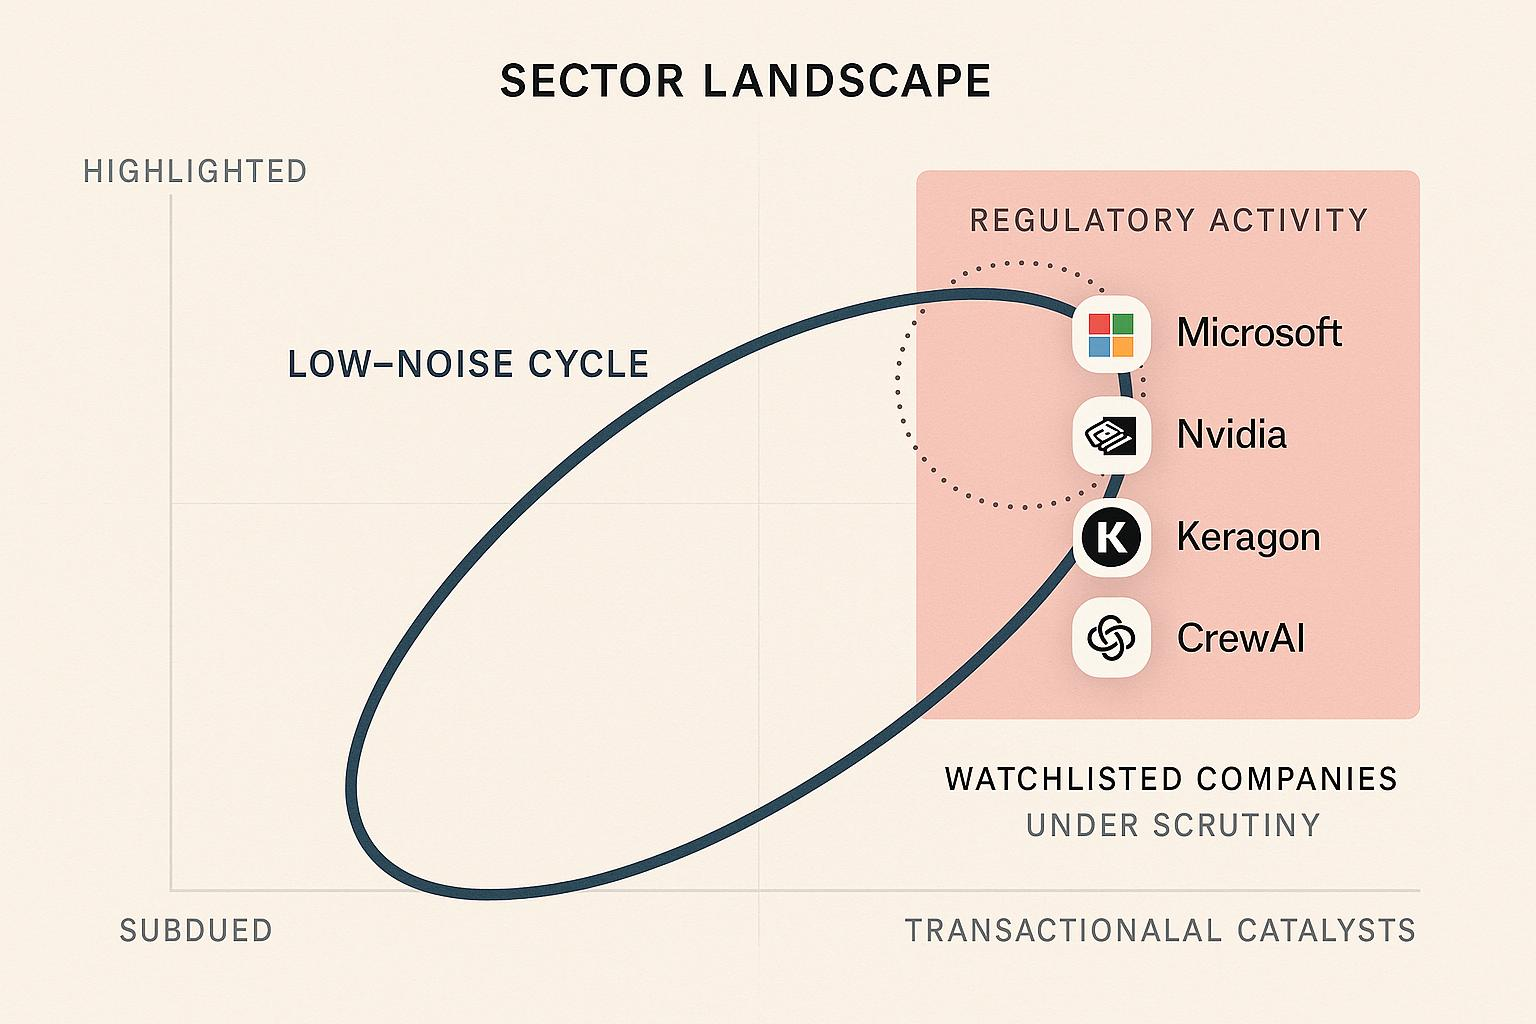 SECTOR LANDSCAPE
HIGHLIGHTED
REGULATORY ACTIVITY
Microsoft
LOW–NOISE CYCLE
Nvidia
K
Keragon
CrewAI
WATCHLISTED COMPANIES
UNDER SCRUTINY
SUBDUED
TRANSACTIONALAL CATALYSTS